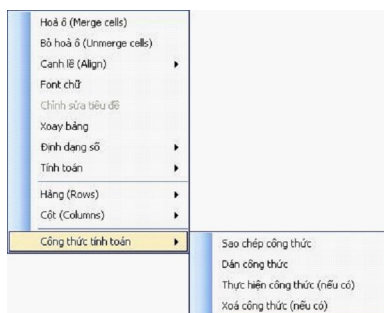 Hoà ô (Merge cells)
Bỏ hoà ô (Unmerge cells)
Canh lề (Align)
Font chữ
Chỉnh sửa tiêu đề
Xoay bảng
Định dạng số
Tính toán
Hàng (Rows)
Cột (Columns)
Công thức tính toán
Sao chép công thức
Dán công thức
Thực hiện công thức (nếu có)
Xoá công thức (nếu có)